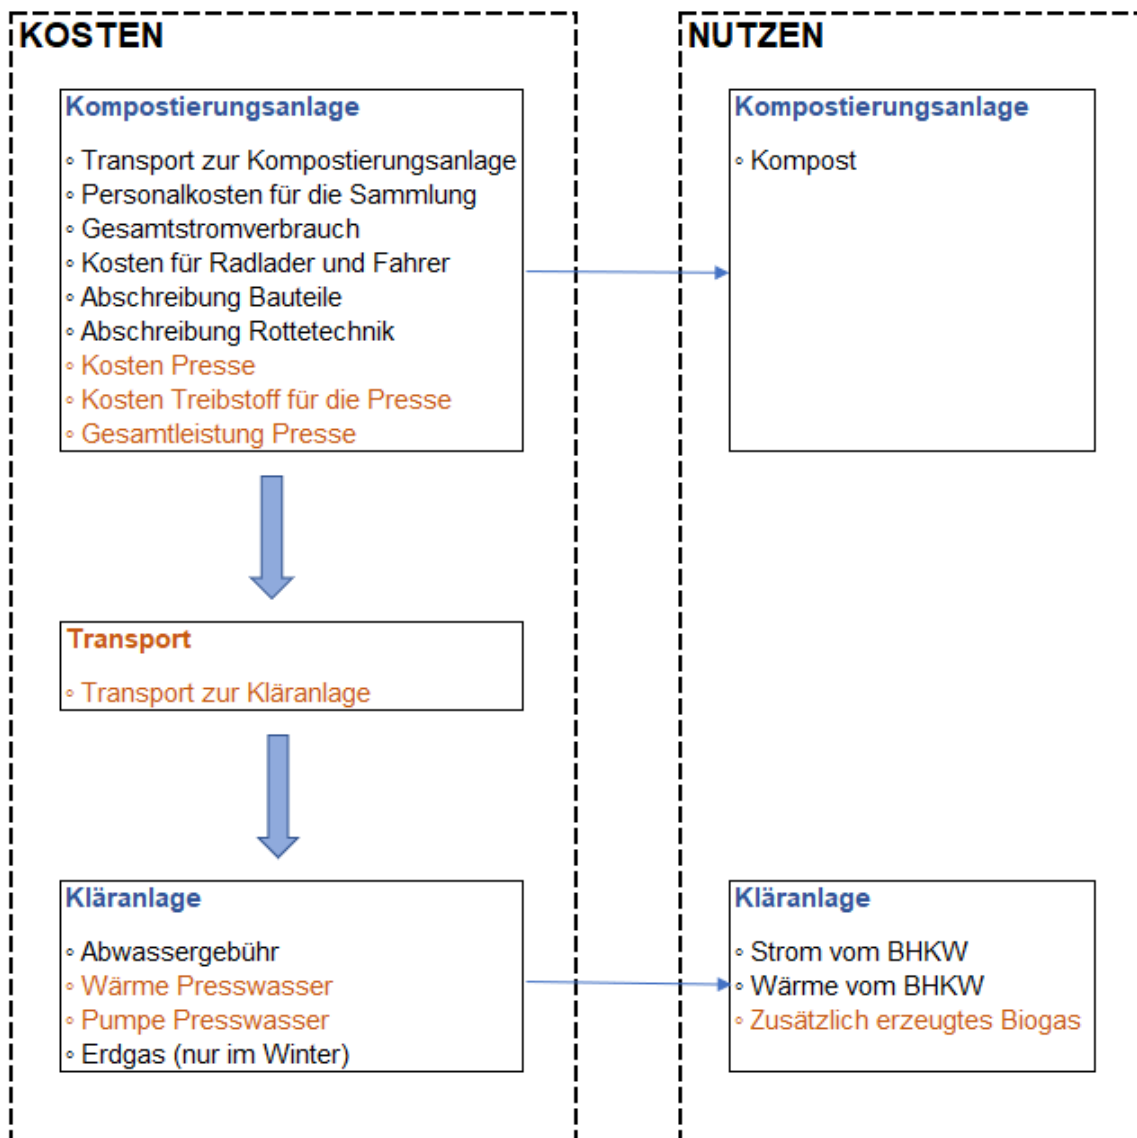 KOSTEN
Kompostierungsanlage
◦ Transport zur Kompostierungsanlage
◦ Personalkosten für die Sammlung
◦ Gesamtstromverbrauch
◦ Kosten für Radlader und Fahrer
◦ Abschreibung Bauteile
◦ Abschreibung Rottetechnik
◦ Kosten Presse
◦ Kosten Treibstoff für die Presse
◦ Gesamtleistung Presse
Transport
◦ Transport zur Kläranlage
Kläranlage
◦ Abwassergebühr
◦ Wärme Presswasser
◦ Pumpe Presswasser
◦ Erdgas (nur im Winter)
NUTZEN
Kompostierungsanlage
◦ Kompost
Kläranlage
◦ Strom vom BHKW
◦ Wärme vom BHKW
◦ Zusätzlich erzeugtes Biogas